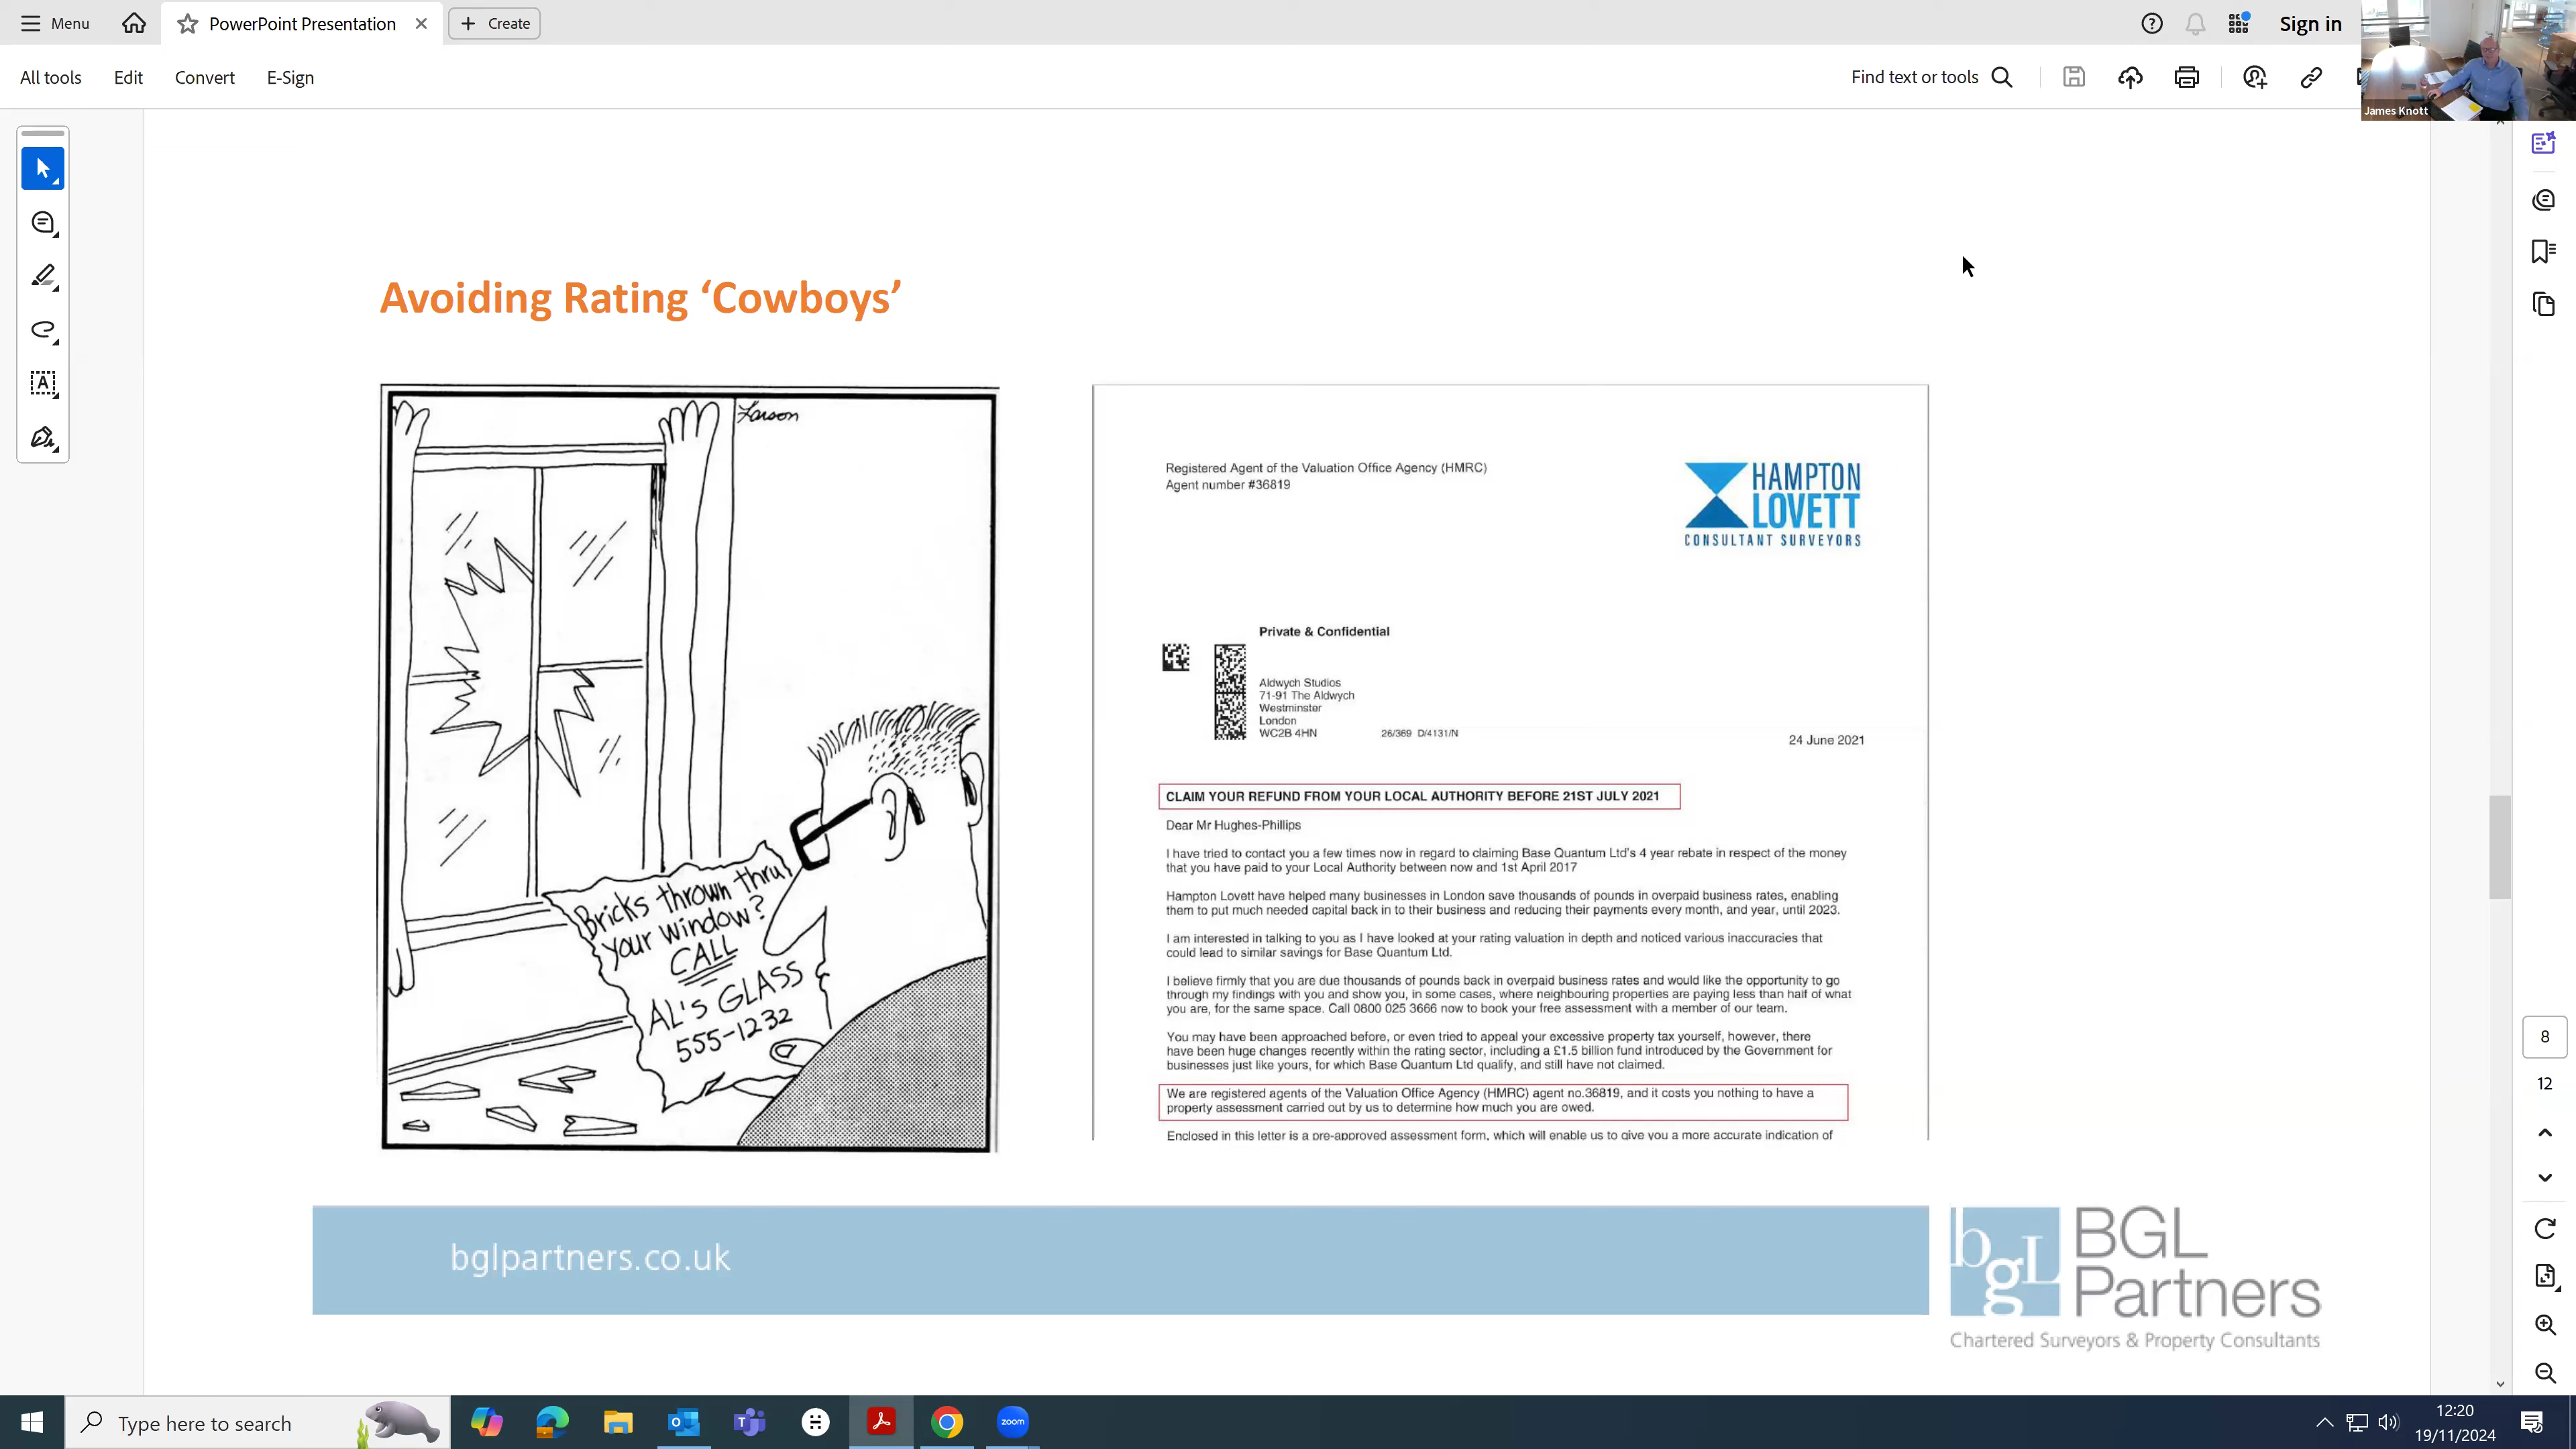 Menu
PowerPoint Presentation
Create
Sign in
All tools
Edit
Convert
E-Sign
Find text or tools
James Knott
Avoiding Rating ‘Cowboys’
Larson
Bricks thrown thru
your window?
CALL
AL's GLASS
555-1232
Registered Agent of the Valuation Office Agency (HMRC)
Agent number #36819
HAMPTON
LOVETT
CONSULTANT SURVEYORS
Private & Confidential
Aldwych Studios
71-91 The Aldwych
Westminster
London
WC2B 4HN
26/369 D/4131/N
24 June 2021
CLAIM YOUR REFUND FROM YOUR LOCAL AUTHORITY BEFORE 21ST JULY 2021
Dear Mr Hughes-Phillips
I have tried to contact you a few times now in regard to claiming Base Quantum Ltd's 4 year rebate in respect of the money
that you have paid to your Local Authority between now and 1st April 2017
Hampton Lovett have helped many businesses in London save thousands of pounds in overpaid business rates, enabling
them to put much needed capital back in to their business and reducing their payments every month, and year, until 2023.
I am interested in talking to you as I have looked at your rating valuation in depth and noticed various inaccuracies that
could lead to similar savings for Base Quantum Ltd.
I believe firmly that you are due thousands of pounds back in overpaid business rates and would like the opportunity to go
through my findings with you and show you, in some cases, where neighbouring properties are paying less than half of what
you are, for the same space. Call 0800 025 3666 now to book your free assessment with a member of our team.
You may have been approached before, or even tried to appeal your excessive property tax yourself, however, there
have been huge changes recently within the rating sector, including a £1.5 billion fund introduced by the Government for
businesses just like yours, for which Base Quantum Ltd qualify, and still have not claimed.
We are registered agents of the Valuation Office Agency (HMRC) agent no.36819, and it costs you nothing to have a
property assessment carried out by us to determine how much you are owed.
Enclosed in this letter is a pre-approved assessment form, which will enable us to give you a more accurate indication of
bglpartners.co.uk
bgL
BGL
Partners
Chartered Surveyors & Property Consultants
8
12
Type here to search
zoom
12:20
19/11/2024